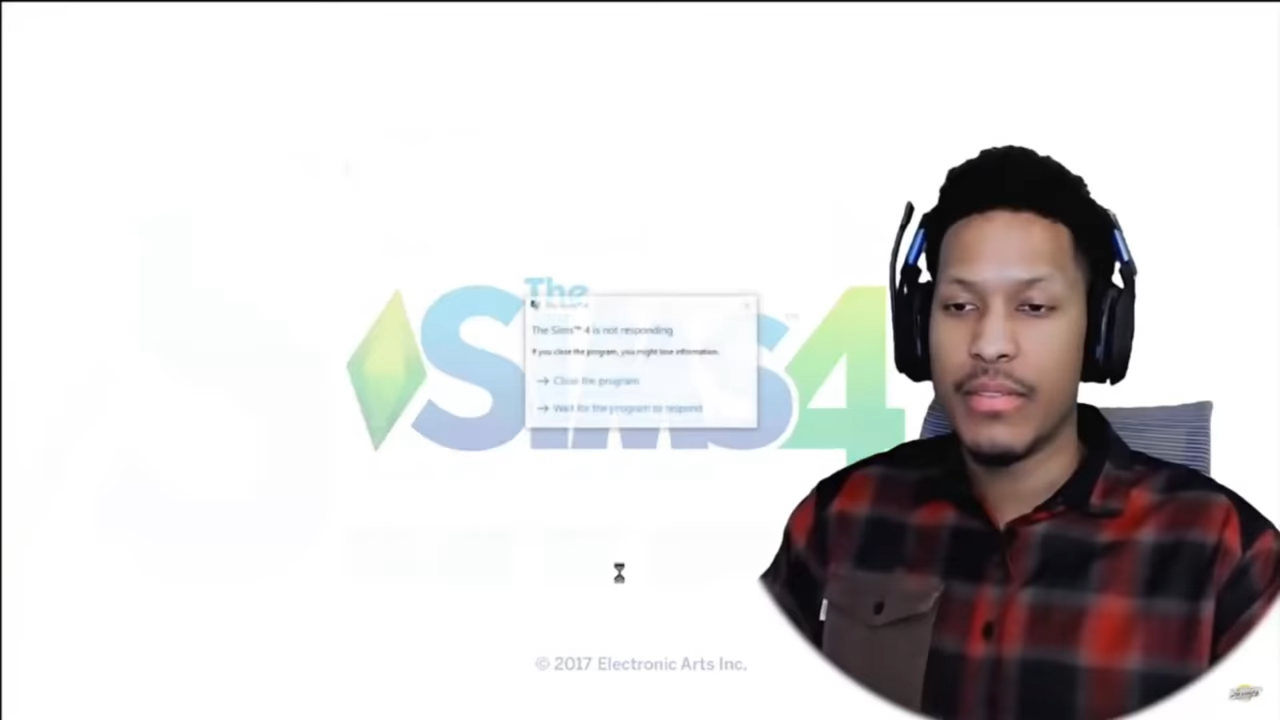 The
SIMS 4
The Sims™ 4 is not responding
If you close the program, you might lose information.
→ Close the program
→ Wait for the program to respond
© 2017 Electronic Arts Inc.